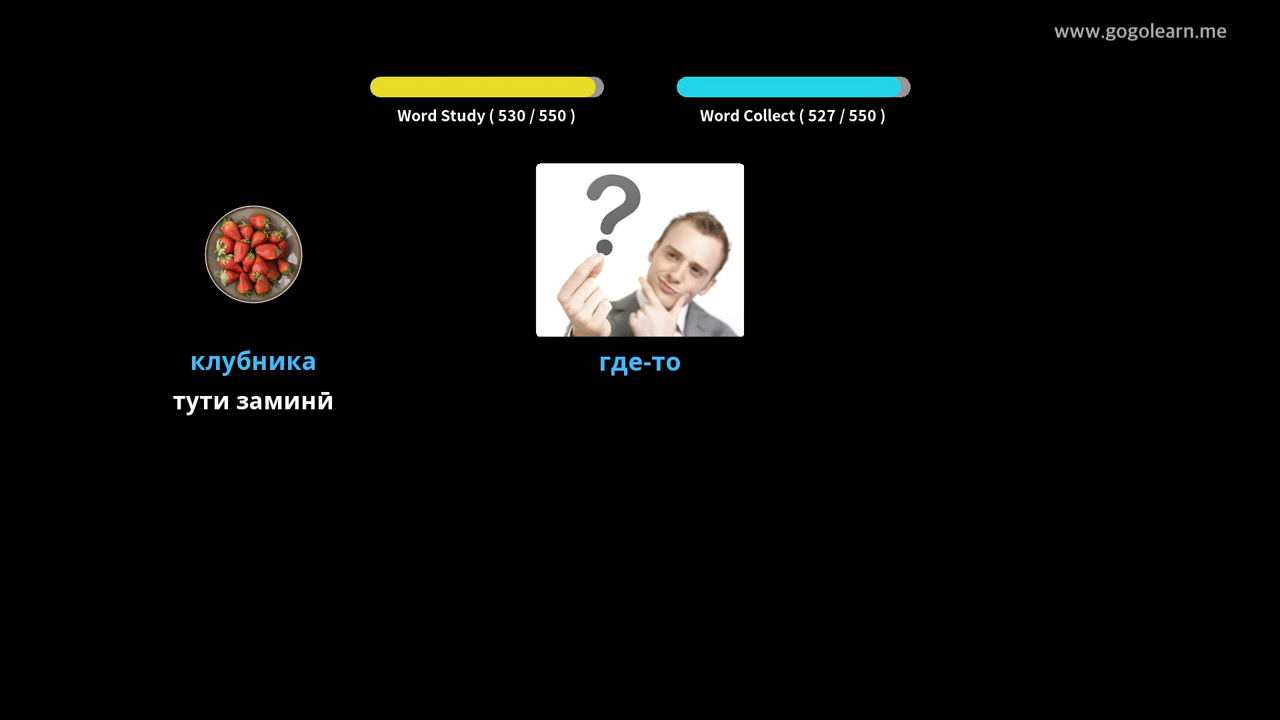 www.gogolearn.me
Word Study ( 530 / 550 )
Word Collect ( 527 / 550 )
клубника
тути заминӣ
где-то